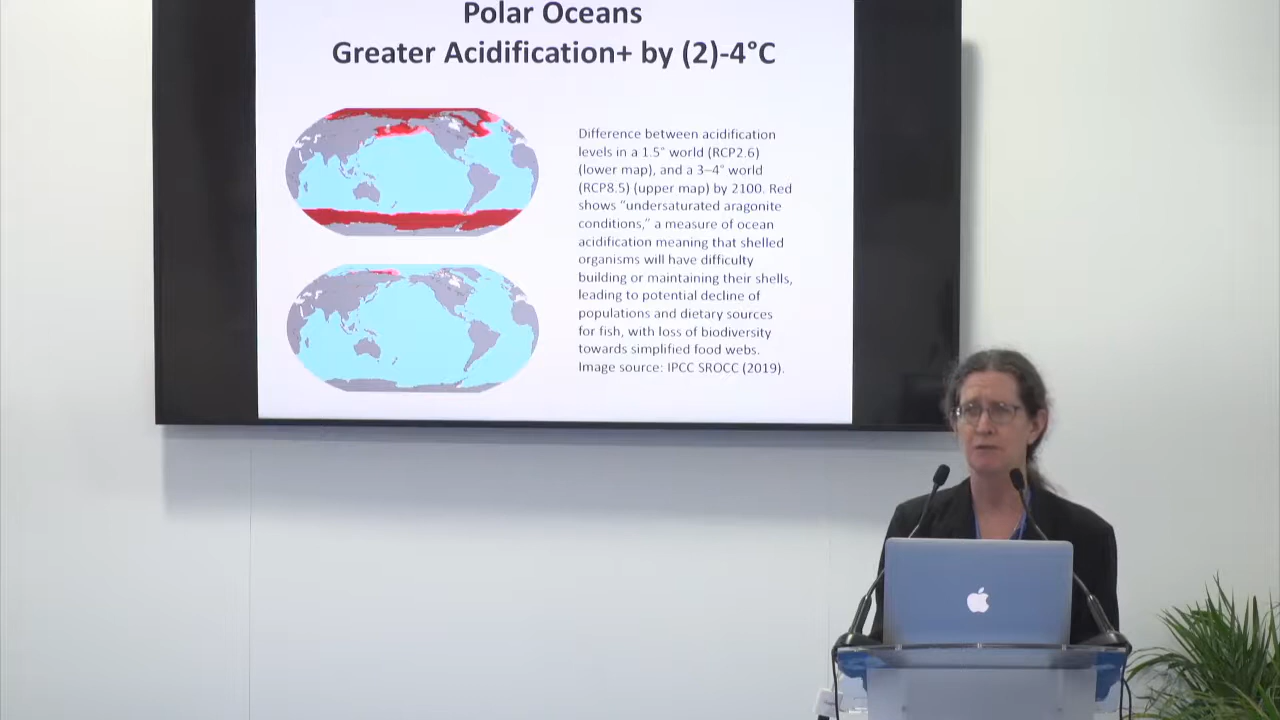 Polar Oceans
Greater Acidification+ by (2)-4°C
Difference between acidification
levels in a 1.5° world (RCP2.6)
(lower map), and a 3–4° world
(RCP8.5) (upper map) by 2100. Red
shows “undersaturated aragonite
conditions,” a measure of ocean
acidification meaning that shelled
organisms will have difficulty
building or maintaining their shells,
leading to potential decline of
populations and dietary sources
for fish, with loss of biodiversity
towards simplified food webs.
Image source: IPCC SROCC (2019).